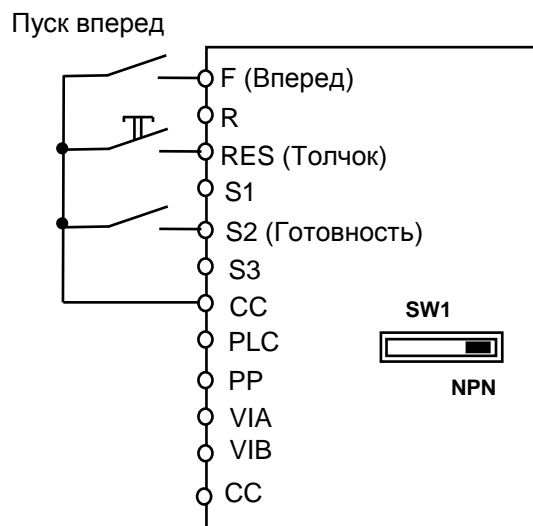 Пуск вперед
F (Вперед)
R
RES (Толчок)
S1
S2 (Готовность)
S3
CC
SW1
PLC
PP
NPN
VIA
VIB
CC